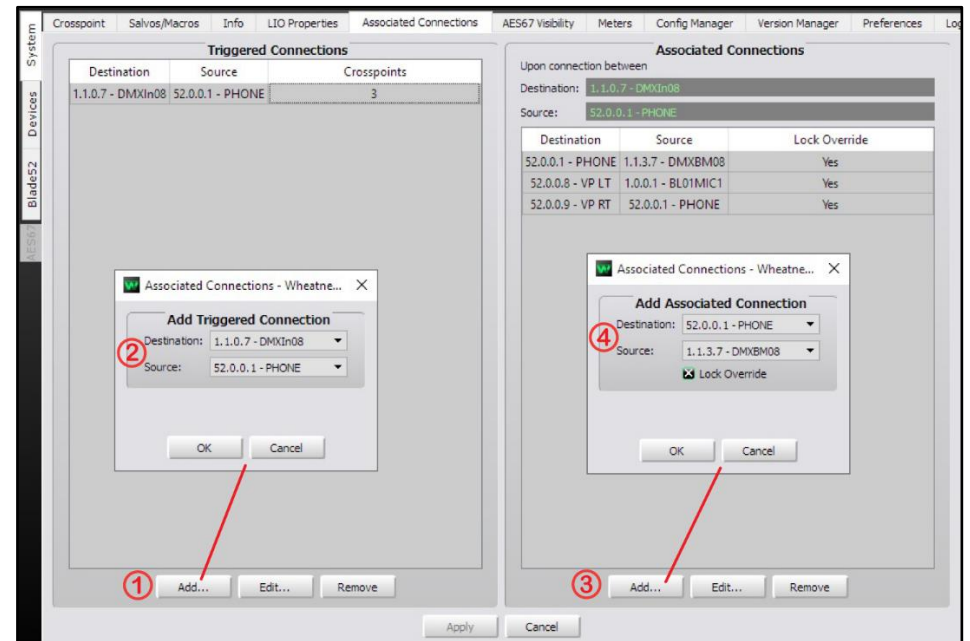 Crosspoint Salvos/Macros Info LIO Properties Associated Connections AES67 Visibility Meters Config Manager Version Manager Preferences
System
Devices
Blade52
AES67
Triggered Connections
Destination Source Crosspoints
1.1.0.7 - DMXIn08 52.0.0.1 - PHONE 3
Associated Connections - Wheatne...
Add Triggered Connection
② Destination: 1.1.0.7 - DMXIn08
Source: 52.0.0.1 - PHONE
OK Cancel
① Add... Edit... Remove
Associated Connections
Upon connection between
Destination: 1.1.0.7 - DMXIn08
Source: 52.0.0.1 - PHONE
Destination Source Lock Override
52.0.0.1 - PHONE 1.1.3.7 - DMXBM08 Yes
52.0.0.8 - VP LT 1.0.0.1 - BL01MIC1 Yes
52.0.0.9 - VP RT 52.0.0.1 - PHONE Yes
Associated Connections - Wheatne...
Add Associated Connection
④ Destination: 52.0.0.1 - PHONE
Source: 1.1.3.7 - DMXBM08
Lock Override
OK Cancel
③ Add... Edit... Remove
Apply Cancel